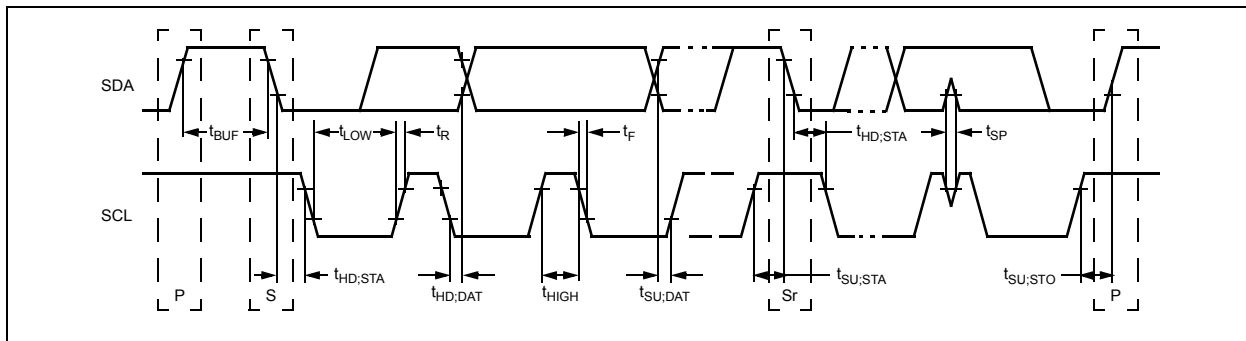 SDA
t_BUF
t_LOW
t_R
t_F
t_HD;STA
t_SP
SCL
t_HD;STA
t_HD;DAT
t_HIGH
t_SU;DAT
t_SU;STA
t_SU;STO
P
S
Sr
P